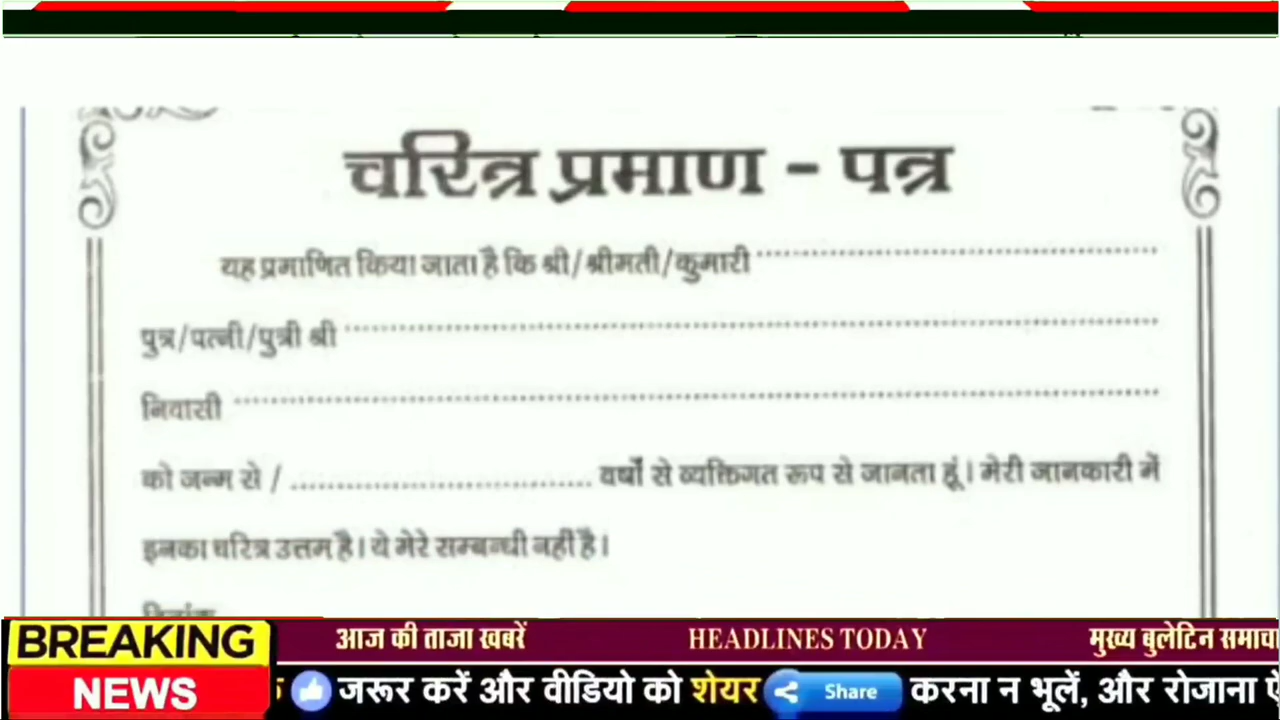 चरित्र प्रमाण - पत्र
यह प्रमाणित किया जाता है कि श्री/श्रीमती/कुमारी
पुत्र/पत्नी/पुत्री श्री
निवासी
को जन्म से / .............................. वर्षों से व्यक्तिगत रूप से जानता हूं। मेरी जानकारी में
इनका चरित्र उत्तम है। ये मेरे सम्बन्धी नहीं है।
BREAKING
NEWS
आज की ताजा खबरें HEADLINES TODAY मुख्य बुलेटिन
जरूर करें और वीडियो को शेयर Share करना न भूलें, और रोजाना